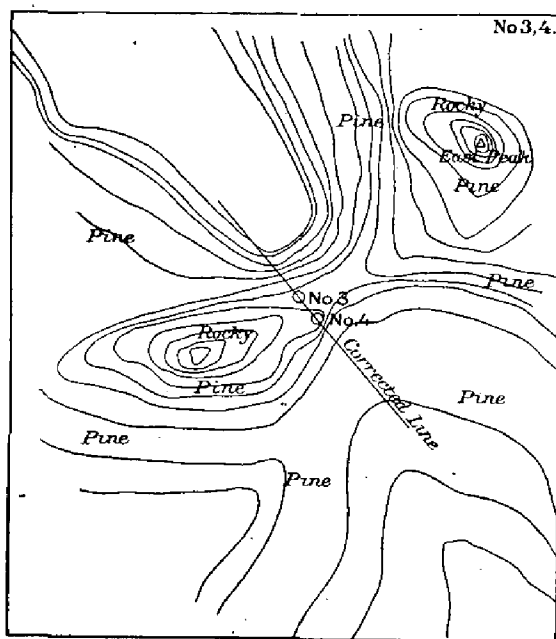 No 3,4.
Rocky
Pine
East Peak
Pine
Pine
Pine
No.3
No.4
Rocky
Corrected Line
Pine
Pine
Pine
Pine